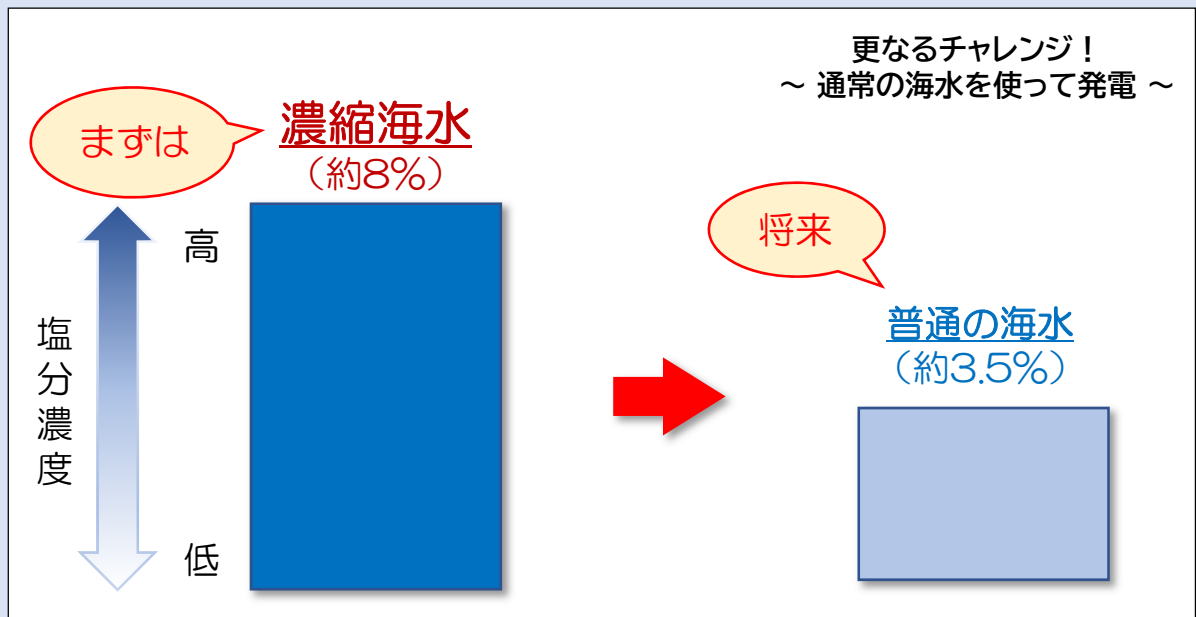 更なるチャレンジ！
～ 通常の海水を使って発電 ～
まずは
濃縮海水
（約8%）
高
塩分濃度
低
将来
普通の海水
（約3.5%）